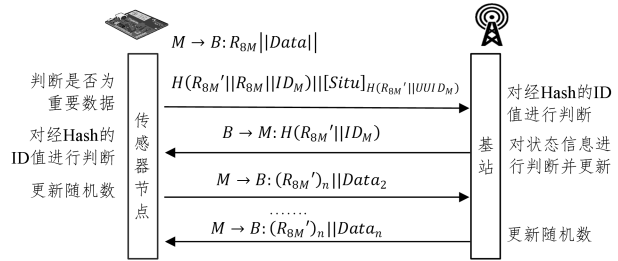 M → B: R₈M||Data||
判断是否为
重要数据
H(R₈M′||R₈M||IDM)||[Situ]H(R₈M′||UUIDM)
对经Hash的ID
值进行判断
对经Hash的
ID值进行判断
B → M: H(R₈M′||IDM)
对状态信息进
行判断并更新
传感器节点
基站
更新随机数
M → B: (R₈M′)n||Data₂
.......
M → B: (R₈M′)n||Datan
更新随机数